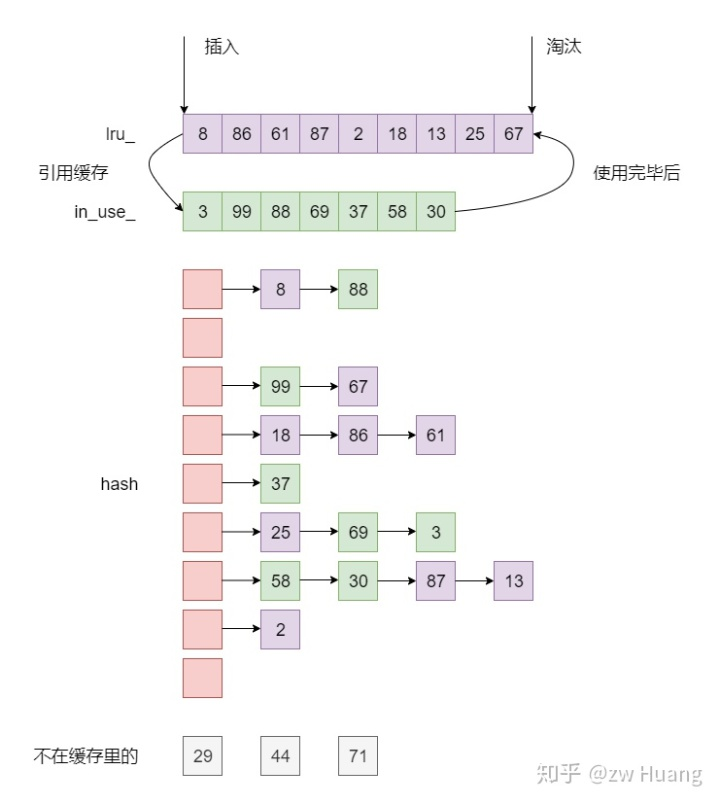 插入 淘汰
lru_ 8 86 61 87 2 18 13 25 67
引用缓存 使用完毕后
in_use_ 3 99 88 69 37 58 30
8 88
99 67
18 86 61
hash 37
25 69 3
58 30 87 13
2
不在缓存里的 29 44 71
知乎 @zw Huang